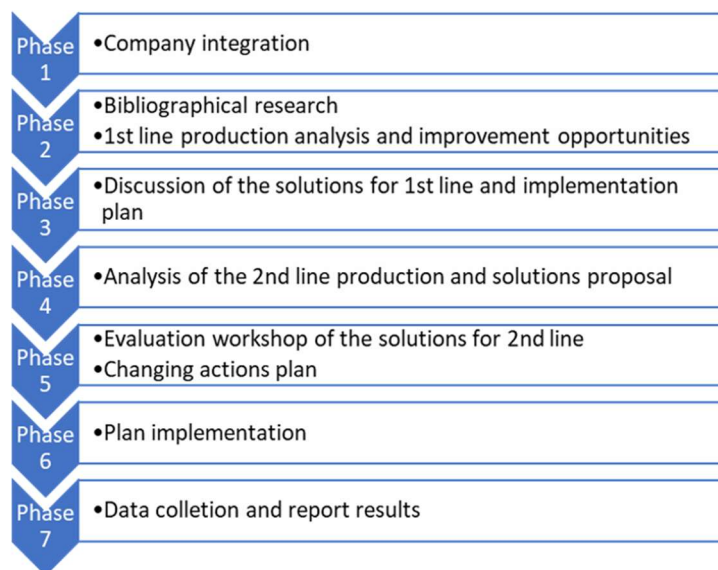 Phase
1
•Company integration
Phase
2
•Bibliographical research
•1st line production analysis and improvement opportunities
Phase
3
•Discussion of the solutions for 1st line and implementation
plan
Phase
4
•Analysis of the 2nd line production and solutions proposal
Phase
5
•Evaluation workshop of the solutions for 2nd line
•Changing actions plan
Phase
6
•Plan implementation
Phase
7
•Data colletion and report results